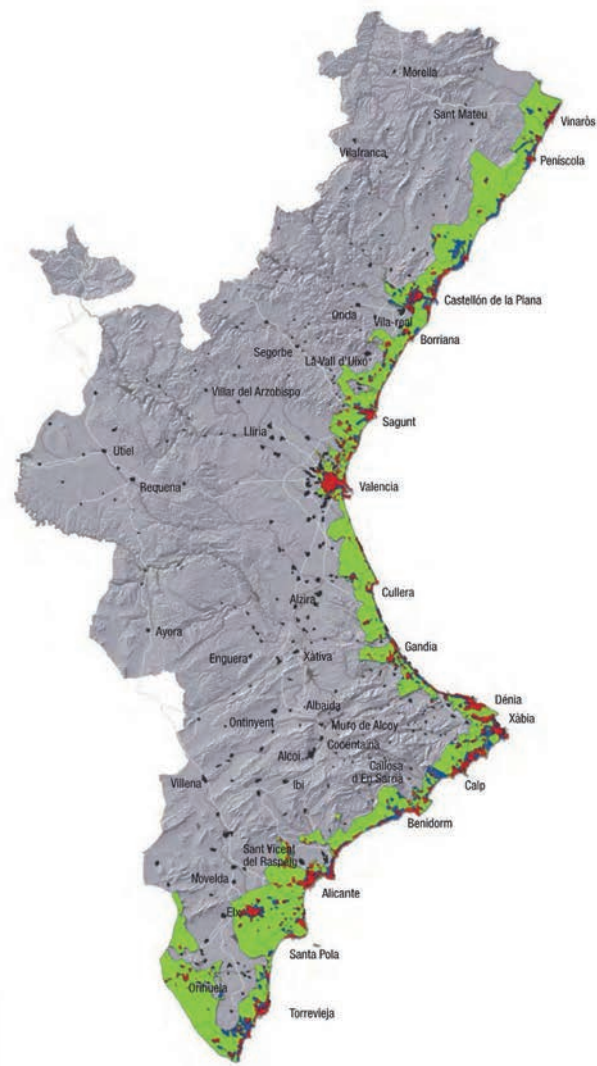 Morella
Sant Mateu
Vinaròs
Vilafranca
Peníscola
Castellón de la Plana
Onda
Vila-real
Borriana
Segorbe
La Vall d'Uixó
Villar del Arzobispo
Sagunt
Llíria
Utiel
Requena
Valencia
Cullera
Alzira
Ayora
Gandia
Enguera
Xàtiva
Dénia
Albaida
Xàbia
Ontinyent
Muro de Alcoy
Cocentaina
Alcoi
Callosa
d'En Sarrià
Villena
Ibi
Calp
Benidorm
Sant Vicent
del Raspeig
Novelda
Alicante
Elx
Santa Pola
Orihuela
Torrevieja